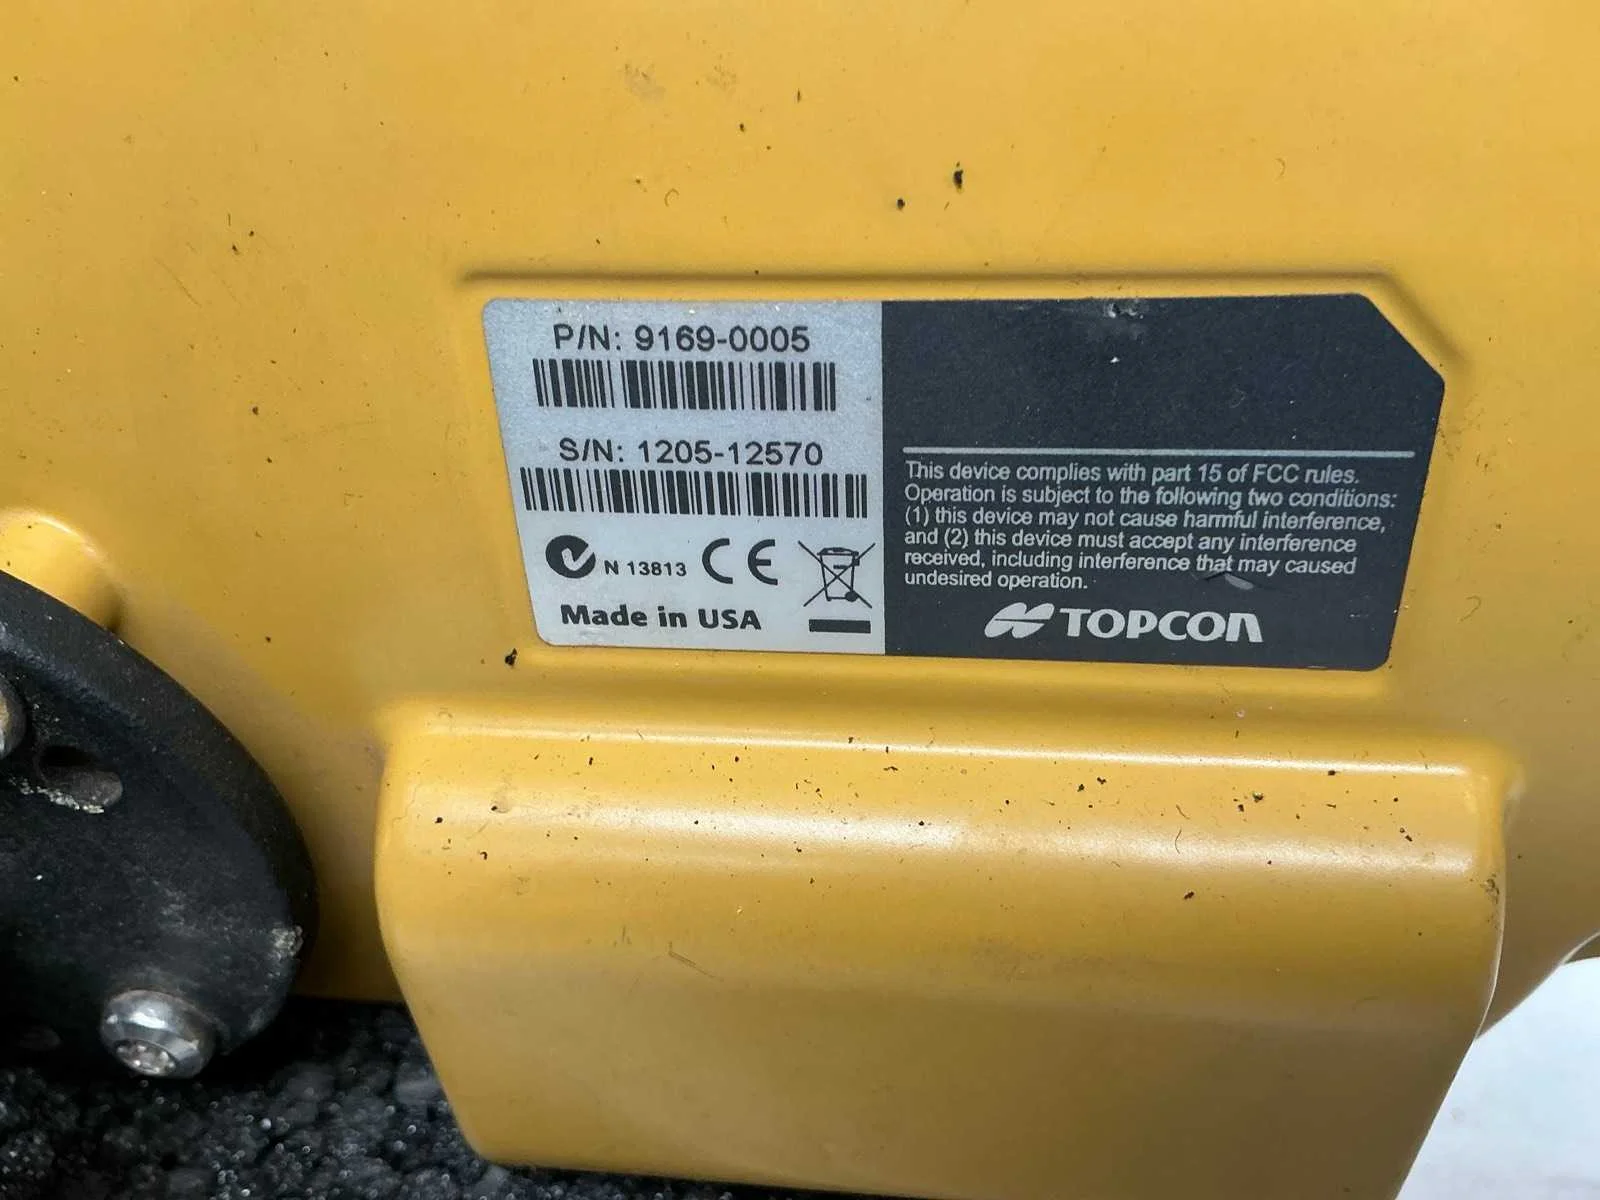 P/N: 9169-0005
S/N: 1205-12570
N 13813 CE
Made in USA
This device complies with part 15 of FCC rules.
Operation is subject to the following two conditions:
(1) this device may not cause harmful interference,
and (2) this device must accept any interference
received, including interference that may caused
undesired operation.
TOPCON